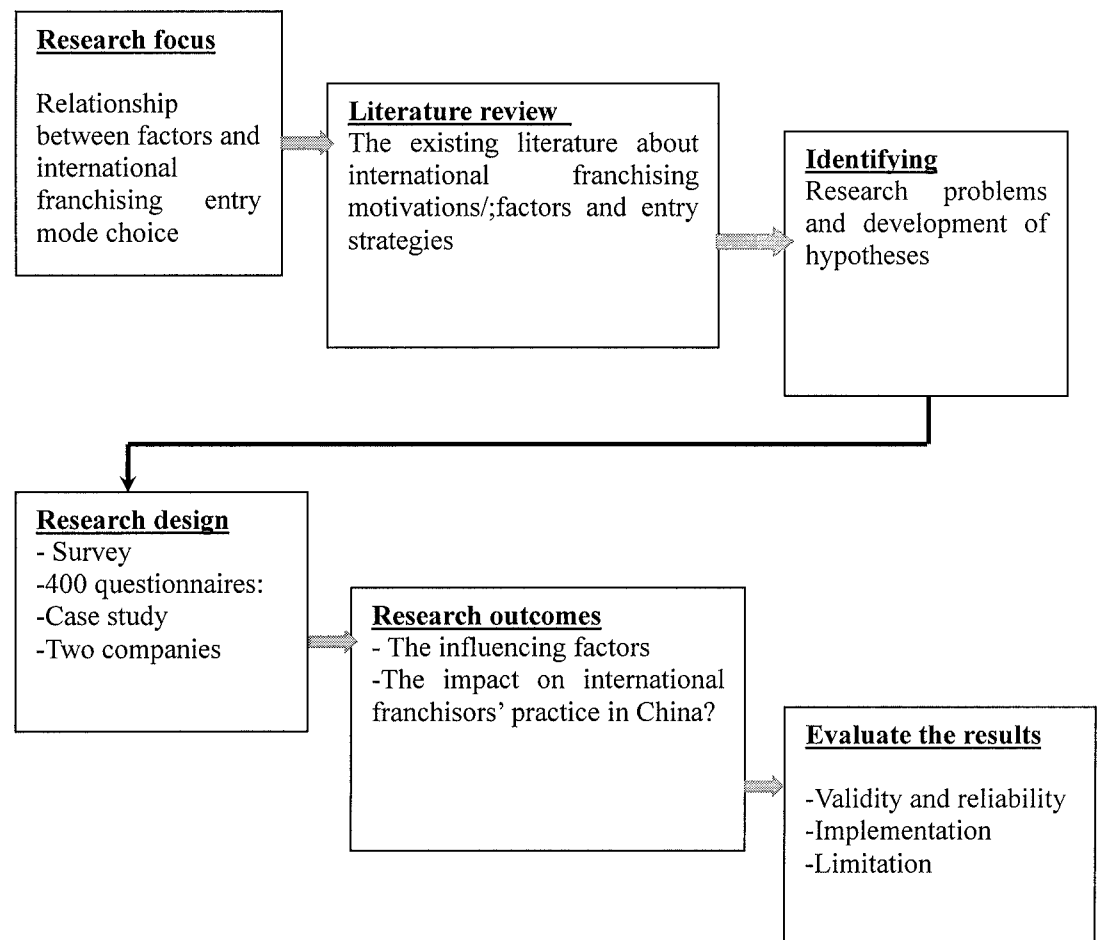 Research focus
Relationship
between factors and
international
franchising entry
mode choice
Literature review
The existing literature about
international franchising
motivations/;factors and entry
strategies
Identifying
Research problems
and development of
hypotheses
Research design
- Survey
-400 questionnaires:
-Case study
-Two companies
Research outcomes
- The influencing factors
-The impact on international
franchisors’ practice in China?
Evaluate the results
-Validity and reliability
-Implementation
-Limitation